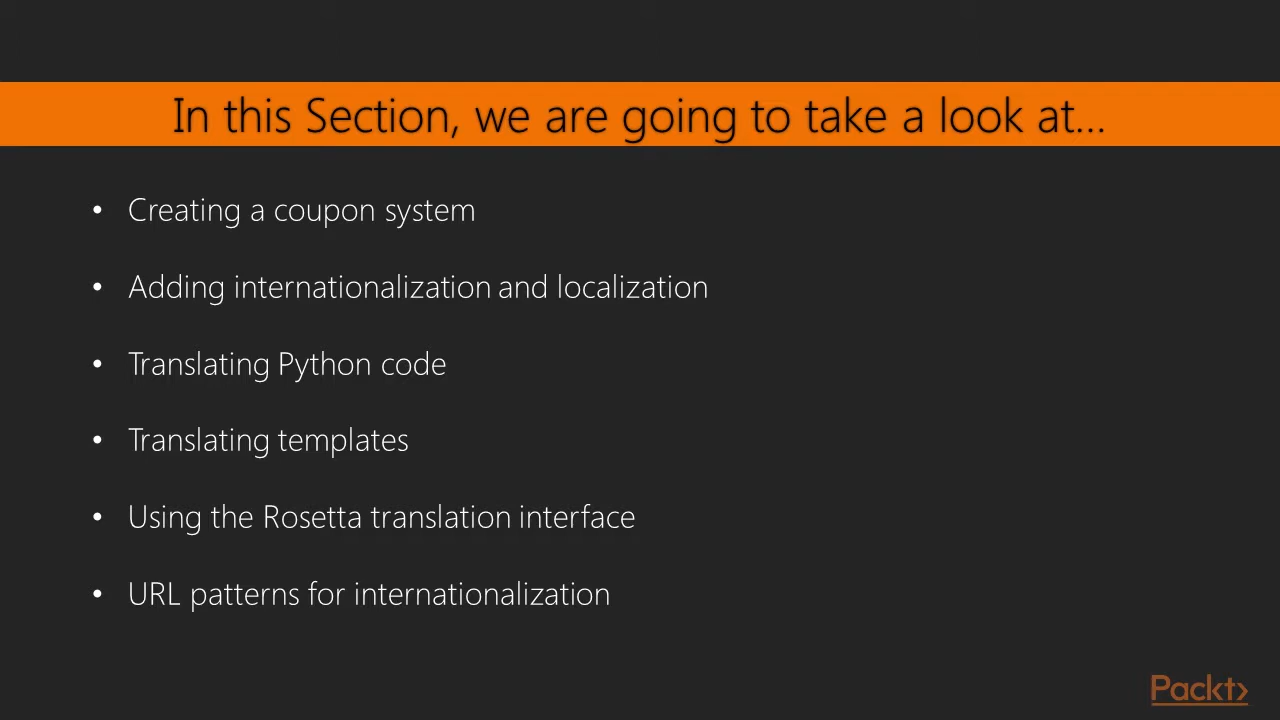 In this Section, we are going to take a look at...
• Creating a coupon system
• Adding internationalization and localization
• Translating Python code
• Translating templates
• Using the Rosetta translation interface
• URL patterns for internationalization
Packt>